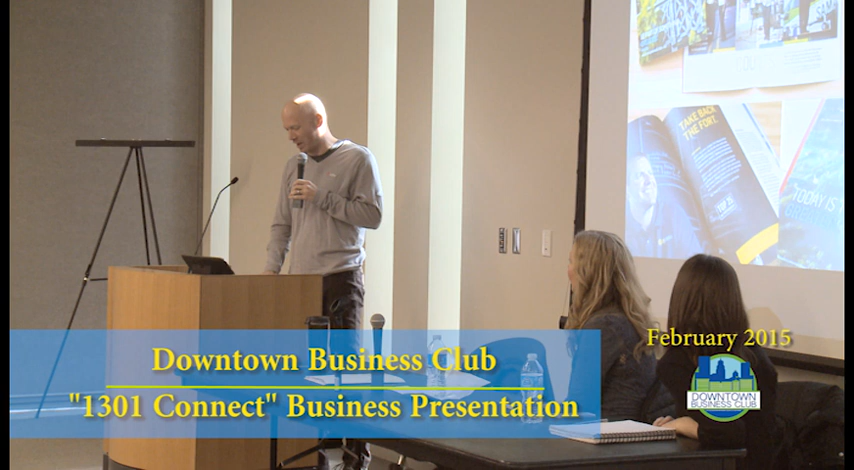 TAKE BACK
THE FORT.
TODAY IS
February 2015
Downtown Business Club
"1301 Connect" Business Presentation
DOWNTOWN
BUSINESS CLUB